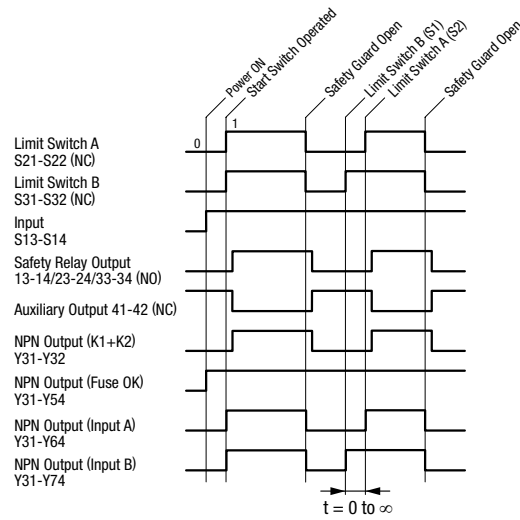 Power ON
Start Switch Operated
Safety Guard Open
Limit Switch B (S1)
Limit Switch A (S2)
Safety Guard Open
0
1
Limit Switch A
S21-S22 (NC)
Limit Switch B
S31-S32 (NC)
Input
S13-S14
Safety Relay Output
13-14/23-24/33-34 (NO)
Auxiliary Output 41-42 (NC)
NPN Output (K1+K2)
Y31-Y32
NPN Output (Fuse OK)
Y31-Y54
NPN Output (Input A)
Y31-Y64
NPN Output (Input B)
Y31-Y74
t = 0 to ∞